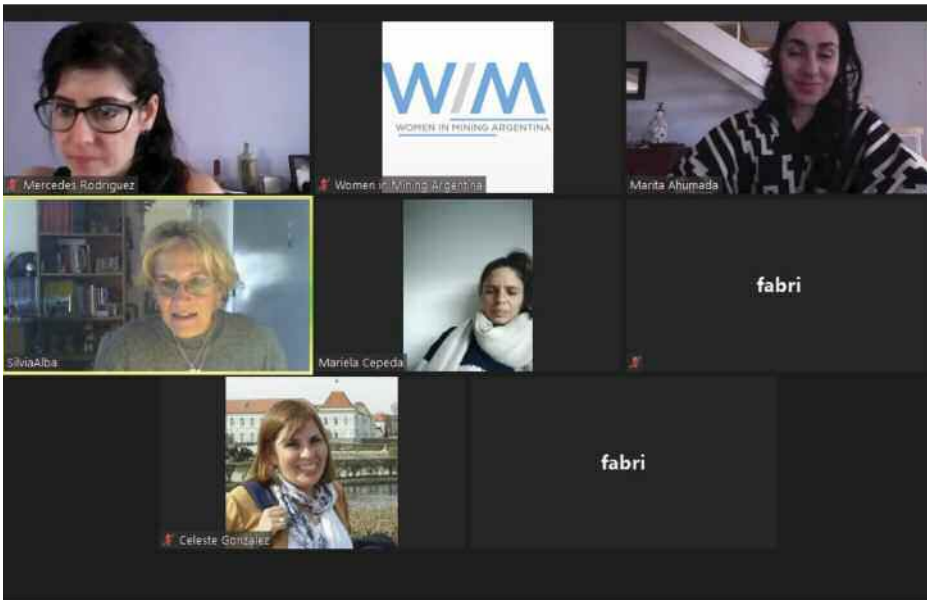 WIM
WOMEN IN MINING ARGENTINA
Mercedes Rodriguez
Women in Mining Argentina
Marita Ahumada
SilviaAlba
Mariela Cepeda
fabri
Celeste Gonzalez
fabri